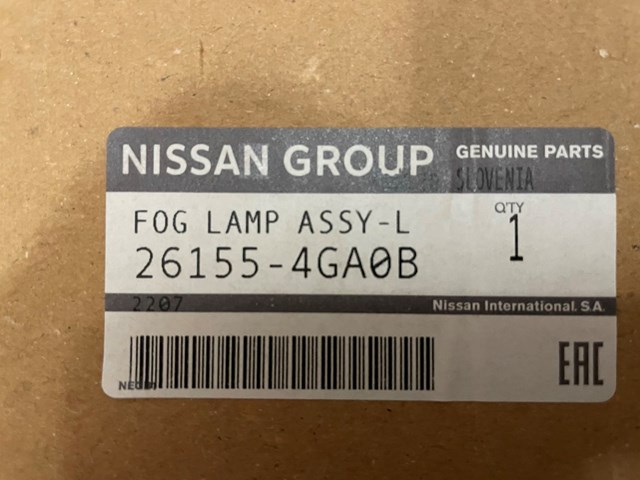 NISSAN GROUP GENUINE PARTS
SLOVENIA
FOG LAMP ASSY-L
QTY
1
26155-4GA0B
2207
Nissan International. S.A.
EAC